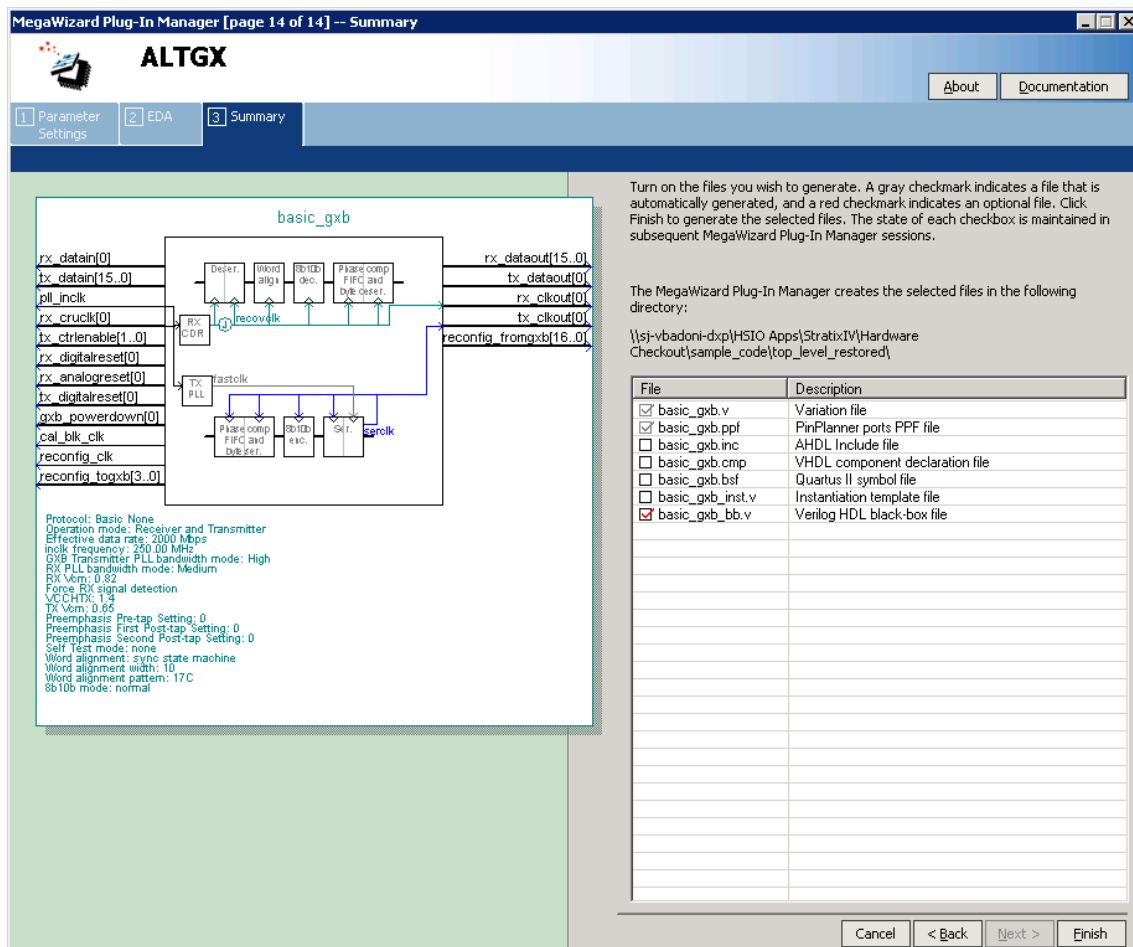 MegaWizard Plug-In Manager [page 14 of 14] -- Summary
ALTGX
About
Documentation
1 Parameter Settings
2 EDA
3 Summary
Turn on the files you wish to generate. A gray checkmark indicates a file that is
automatically generated, and a red checkmark indicates an optional file. Click
Finish to generate the selected files. The state of each checkbox is maintained in
subsequent MegaWizard Plug-In Manager sessions.
The MegaWizard Plug-In Manager creates the selected files in the following
directory:
\\sj-vbadoni-dxp\HSIO Apps\StratixIV\Hardware
Checkout\sample_code\top_level_restored\
File Description
basic_gxb.v Variation file
basic_gxb.ppf PinPlanner ports PPF file
basic_gxb.inc AHDL Include file
basic_gxb.cmp VHDL component declaration file
basic_gxb.bsf Quartus II symbol file
basic_gxb_inst.v Instantiation template file
basic_gxb_bb.v Verilog HDL black-box file
basic_gxb
rx_datain[0]
tx_datain[15..0]
pll_inclk
rx_cruclk[0]
tx_ctrlenable[1..0]
rx_digitalreset[0]
rx_analogreset[0]
tx_digitalreset[0]
gxb_powerdown[0]
cal_blk_clk
reconfig_clk
reconfig_togxb[3..0]
Deser.
Word
align
8b10b
dec.
Phase comp
FIFO and
byte deser.
RX
CDR
recovclk
TX
PLL
fastclk
Phase comp
FIFO and
byte ser.
8b10b
enc.
Ser.
serclk
rx_dataout[15..0]
tx_dataout[0]
rx_clkout[0]
tx_clkout[0]
reconfig_fromgxb[16..0]
Protocol: Basic None
Operation mode: Receiver and Transmitter
Effective data rate: 2000 Mbps
inclk frequency: 250.00 MHz
GXB Transmitter PLL bandwidth mode: High
RX PLL bandwidth mode: Medium
RX Vcm: 0.82
Force RX signal detection
VCCHTX: 1.4
TX Vcm: 0.65
Preemphasis Pre-tap Setting: 0
Preemphasis First Post-tap Setting: 0
Preemphasis Second Post-tap Setting: 0
Self Test mode: none
Word alignment: sync state machine
Word alignment width: 10
Word alignment pattern: 17C
8b10b mode: normal
Cancel
< Back
Next >
Finish